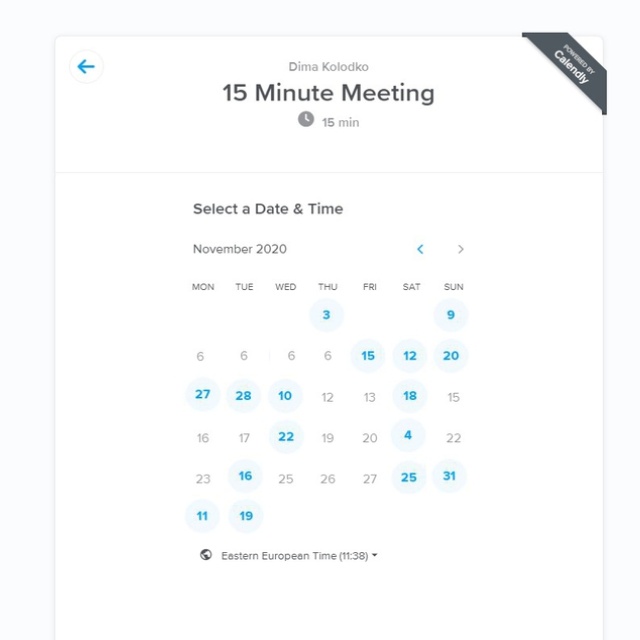 POWERED BY
Calendly
Dima Kolodko
15 Minute Meeting
15 min
Select a Date & Time
November 2020
MON TUE WED THU FRI SAT SUN
3 9
6 6 6 6 15 12 20
27 28 10 12 13 18 15
16 17 22 19 20 4 22
23 16 25 26 27 25 31
11 19
Eastern European Time (11:38)